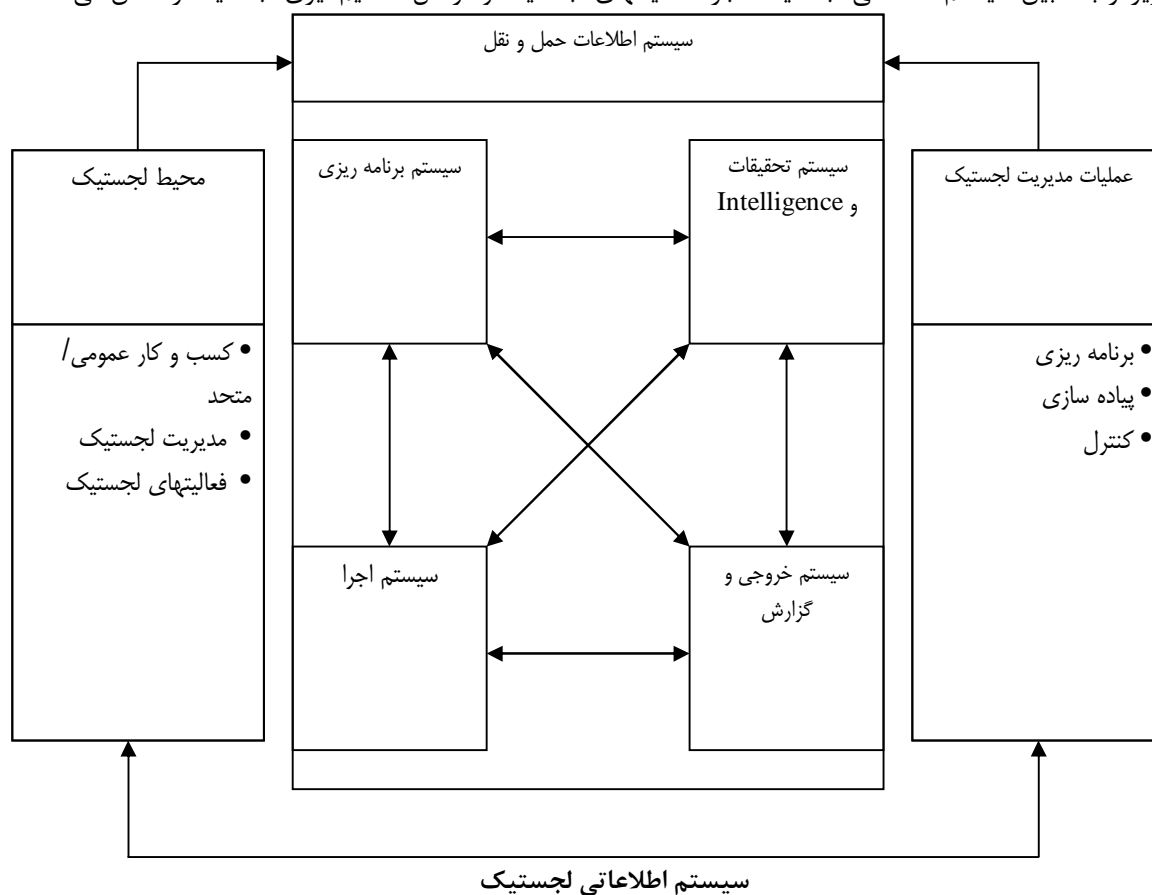 سیستم اطلاعات حمل و نقل
عملیات مدیریت لجستیک
سیستم تحقیقات
و Intelligence
سیستم برنامه ریزی
محیط لجستیک
• برنامه ریزی
• پیاده سازی
• کنترل
• کسب و کار عمومی/
متحد
• مدیریت لجستیک
• فعالیتهای لجستیک
سیستم خروجی و
گزارش
سیستم اجرا
سیستم اطلاعاتی لجستیک